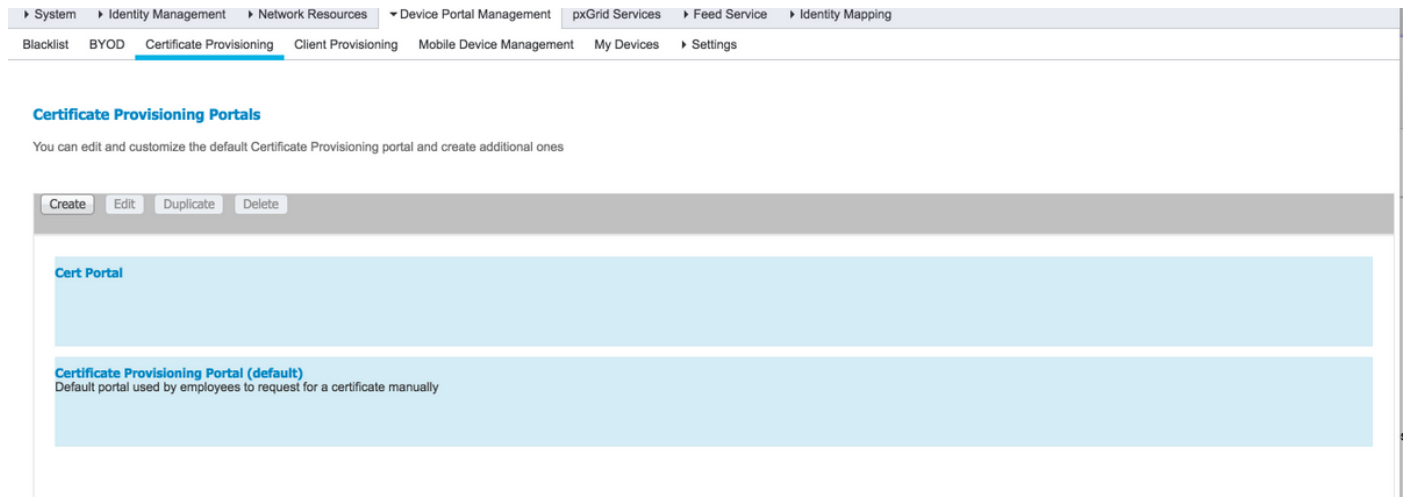 System Identity Management Network Resources Device Portal Management pxGrid Services Feed Service Identity Mapping
Blacklist BYOD Certificate Provisioning Client Provisioning Mobile Device Management My Devices Settings
Certificate Provisioning Portals
You can edit and customize the default Certificate Provisioning portal and create additional ones
Create Edit Duplicate Delete
Cert Portal
Certificate Provisioning Portal (default)
Default portal used by employees to request for a certificate manually